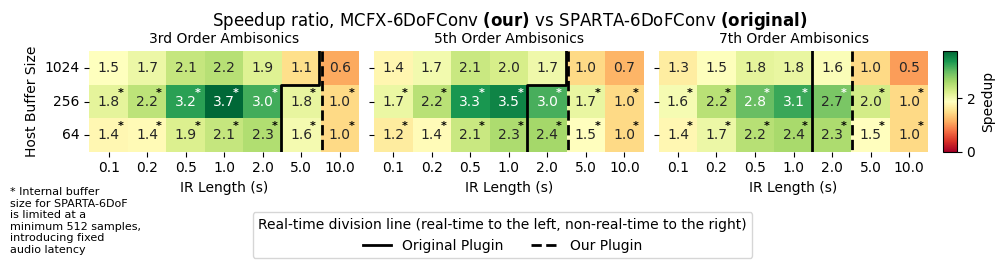 Speedup ratio, MCFX-6DoFConv (our) vs SPARTA-6DoFConv (original)
3rd Order Ambisonics
5th Order Ambisonics
7th Order Ambisonics
Host Buffer Size
1024 1.5 1.7 2.1 2.2 1.9 1.1 0.6
256 1.8* 2.2* 3.2* 3.7* 3.0* 1.8* 1.0*
64 1.4* 1.4* 1.9* 2.1* 2.3* 1.6* 1.0*
0.1 0.2 0.5 1.0 2.0 5.0 10.0
IR Length (s)
1.4 1.7 2.1 2.0 1.7 1.0 0.7
1.7* 2.2* 3.3* 3.5* 3.0* 1.7* 1.0*
1.2* 1.4* 2.1* 2.3* 2.4* 1.5* 1.0*
0.1 0.2 0.5 1.0 2.0 5.0 10.0
IR Length (s)
1.3 1.5 1.8 1.8 1.6 1.0 0.5
1.6* 2.2* 2.8* 3.1* 2.7* 2.0* 1.0*
1.4* 1.7* 2.2* 2.4* 2.3* 1.5* 1.0*
0.1 0.2 0.5 1.0 2.0 5.0 10.0
IR Length (s)
2
0
Speedup
* Internal buffer
size for SPARTA-6DoF
is limited at a
minimum 512 samples,
introducing fixed
audio latency
Real-time division line (real-time to the left, non-real-time to the right)
Original Plugin Our Plugin